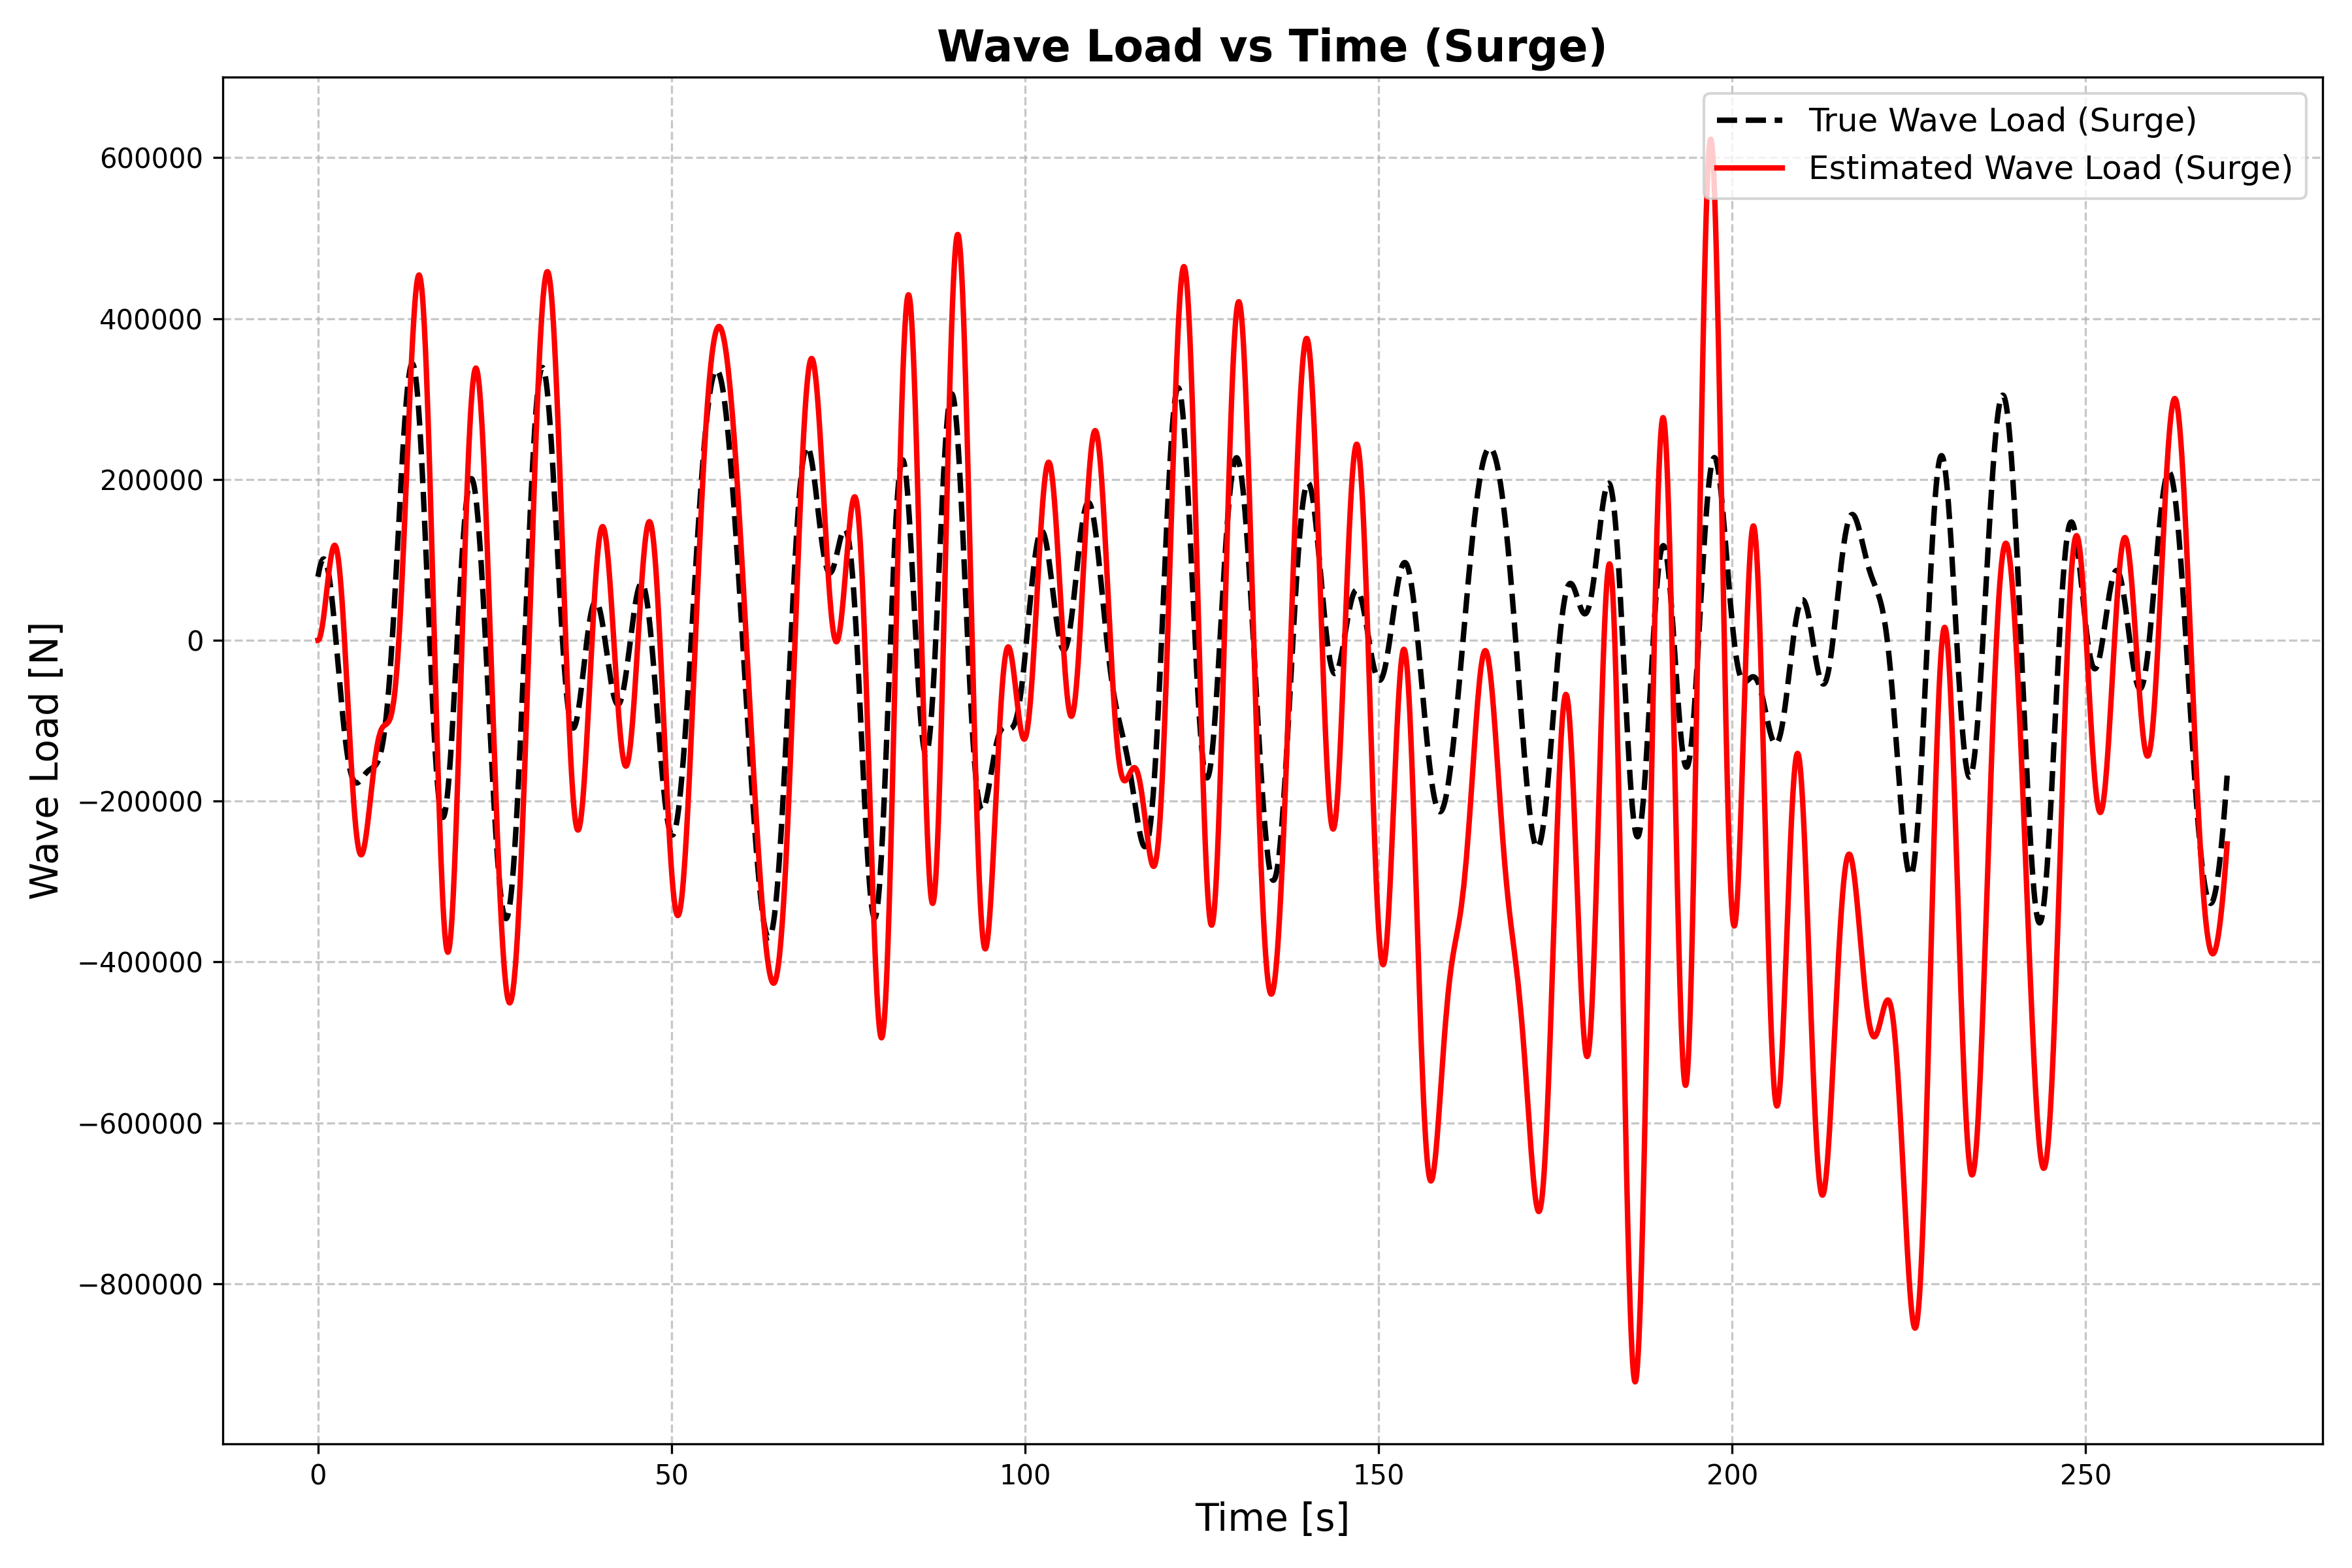 Wave Load vs Time (Surge)
True Wave Load (Surge)
Estimated Wave Load (Surge)
Wave Load [N]
600000
400000
200000
0
−200000
−400000
−600000
−800000
0 50 100 150 200 250
Time [s]